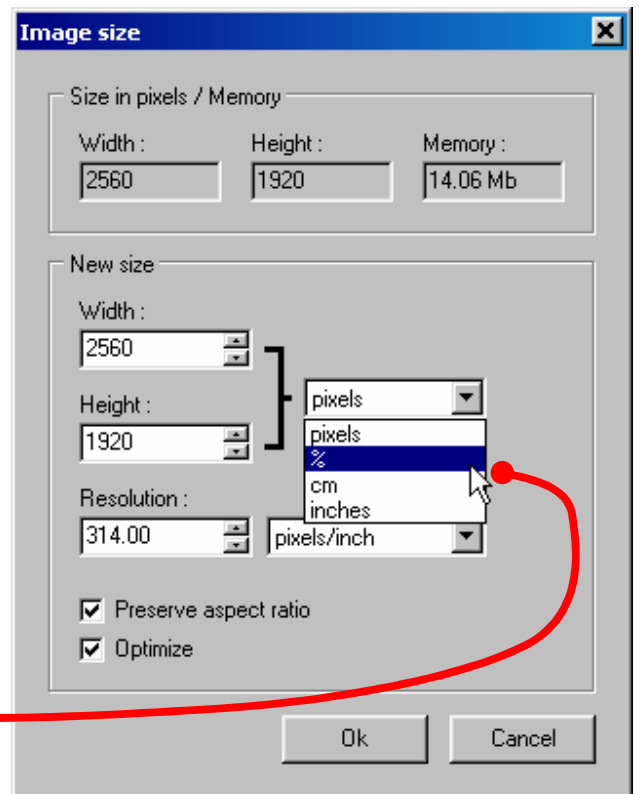 Image size
Size in pixels / Memory
Width : Height : Memory :
2560 1920 14.06 Mb
New size
Width :
2560
pixels
Height :
pixels
1920
%
cm
Resolution :
inches
314.00 pixels/inch
Preserve aspect ratio
Optimize
Ok Cancel